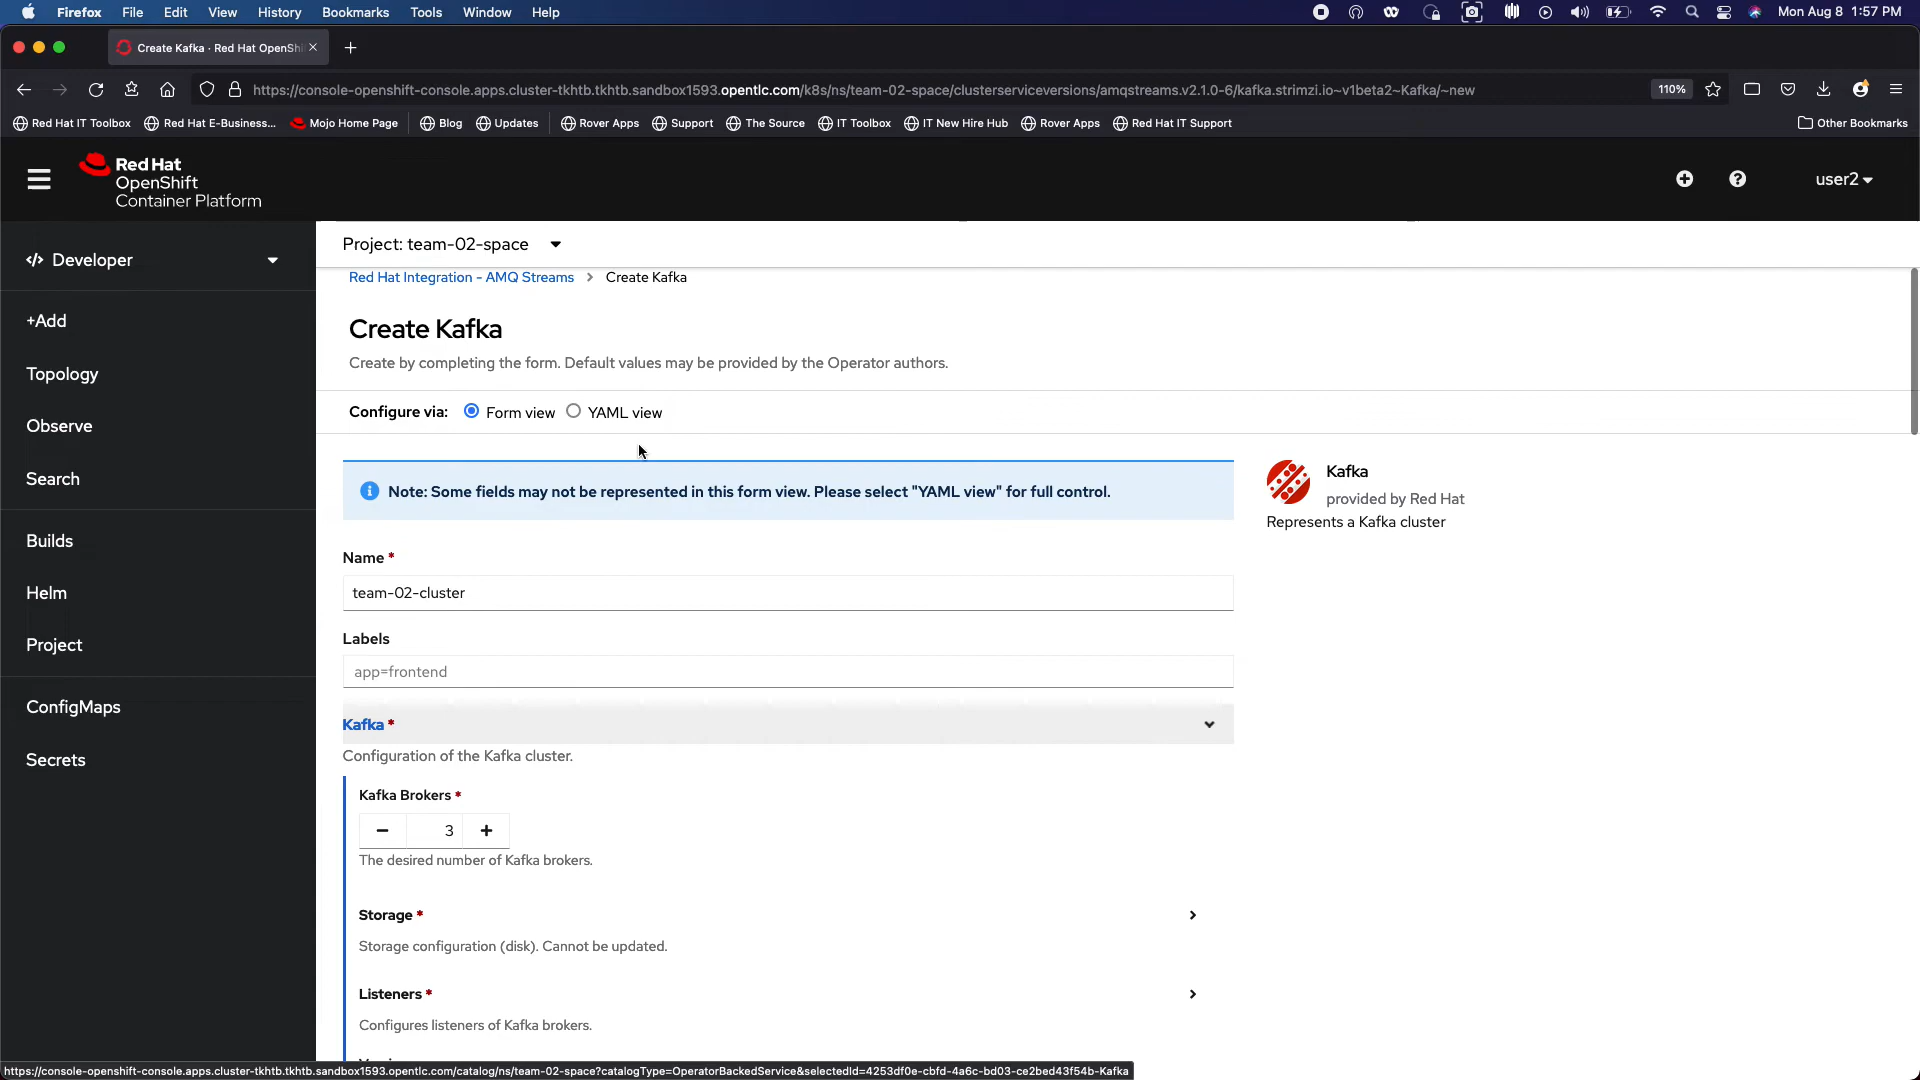 Firefox File Edit View History Bookmarks Tools Window Help Mon Aug 8 1:57 PM
Create Kafka · Red Hat OpenShi
https://console-openshift-console.apps.cluster-tkhtb.tkhtb.sandbox1593.opentlc.com/k8s/ns/team-02-space/clusterserviceversions/amqstreams.v2.1.0-6/kafka.strimzi.io~v1beta2~Kafka/~new 110%
Red Hat IT Toolbox Red Hat E-Business... Mojo Home Page Blog Updates Rover Apps Support The Source IT Toolbox IT New Hire Hub Rover Apps Red Hat IT Support Other Bookmarks
Red Hat
OpenShift
Container Platform
user2
Developer
+Add
Topology
Observe
Search
Builds
Helm
Project
ConfigMaps
Secrets
Project: team-02-space
Red Hat Integration - AMQ Streams > Create Kafka
Create Kafka
Create by completing the form. Default values may be provided by the Operator authors.
Configure via: Form view YAML view
Note: Some fields may not be represented in this form view. Please select "YAML view" for full control.
Name *
team-02-cluster
Labels
app=frontend
Kafka *
Configuration of the Kafka cluster.
Kafka Brokers *
3
The desired number of Kafka brokers.
Storage *
Storage configuration (disk). Cannot be updated.
Listeners *
Configures listeners of Kafka brokers.
Kafka
provided by Red Hat
Represents a Kafka cluster
https://console-openshift-console.apps.cluster-tkhtb.tkhtb.sandbox1593.opentlc.com/catalog/ns/team-02-space?catalogType=OperatorBackedService&selectedId=4253df0e-cbfd-4a6c-bd03-ce2bed43f54b-Kafka